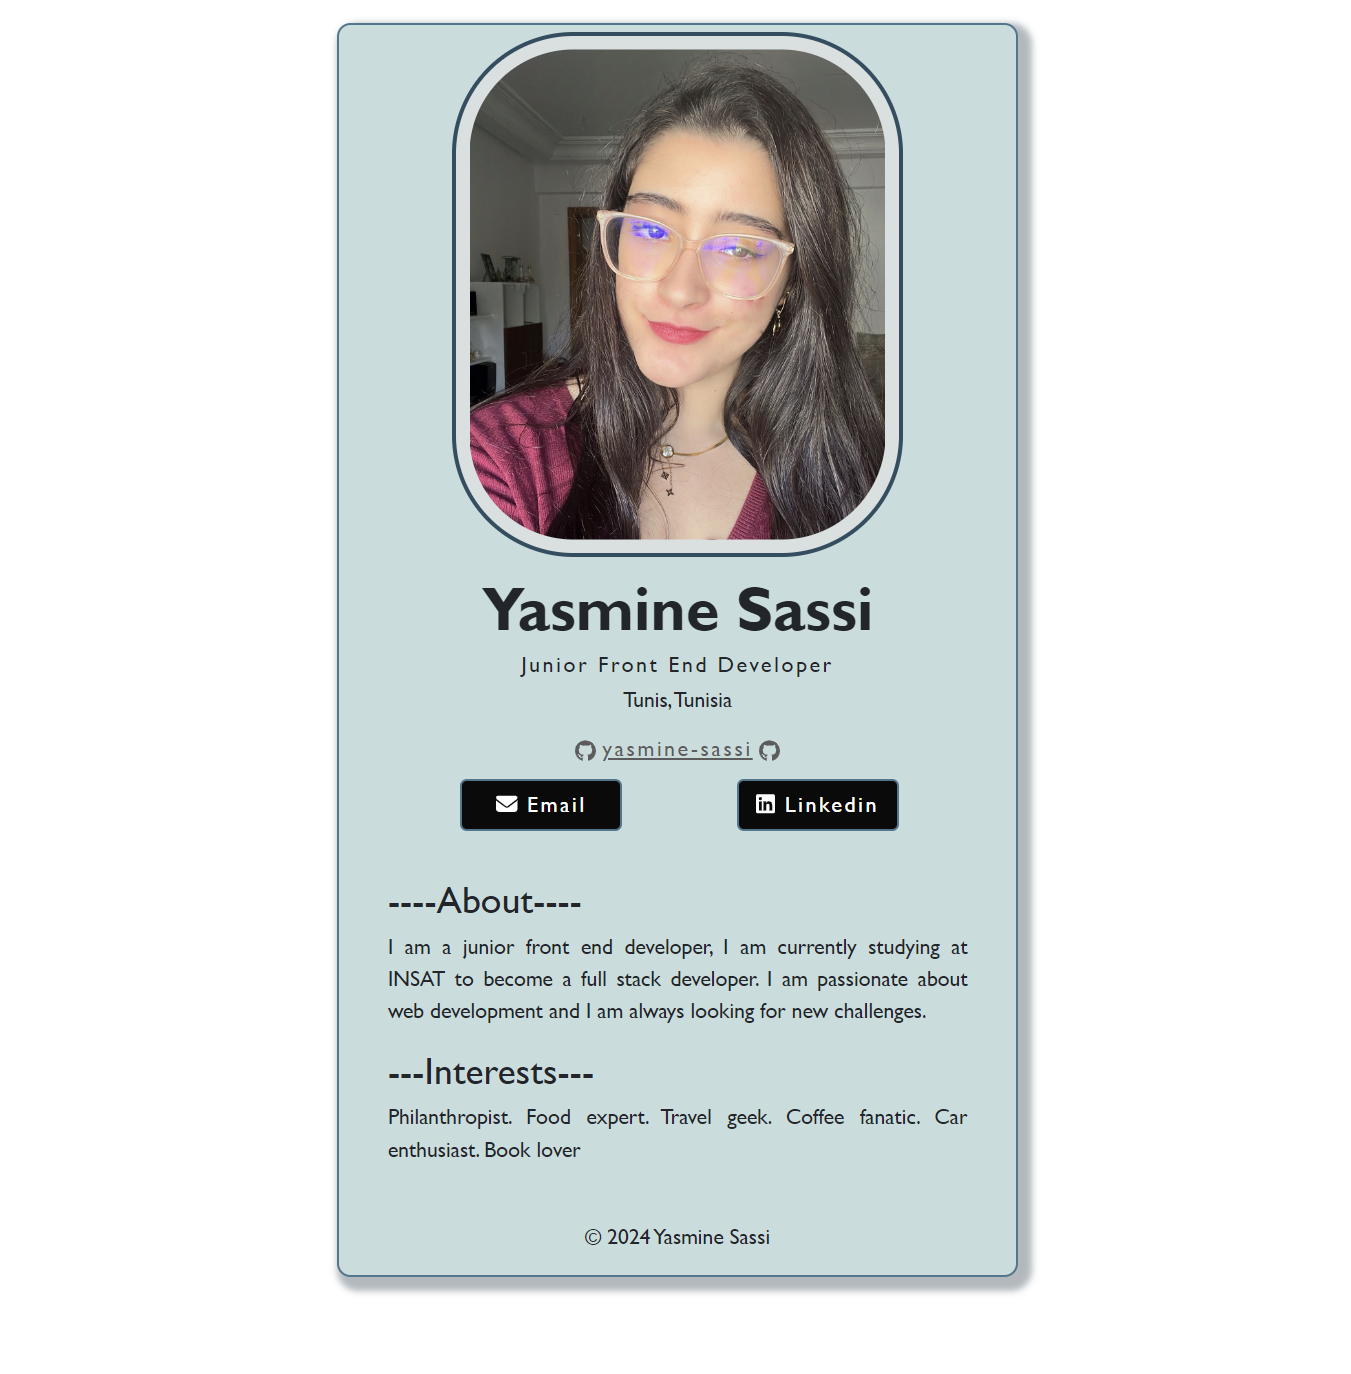 Yasmine Sassi
Junior Front End Developer
Tunis, Tunisia
yasmine-sassi
Email
Linkedin
----About----
I am a junior front end developer, I am currently studying at
INSAT to become a full stack developer. I am passionate about
web development and I am always looking for new challenges.
---Interests---
Philanthropist. Food expert. Travel geek. Coffee fanatic. Car
enthusiast. Book lover
© 2024 Yasmine Sassi